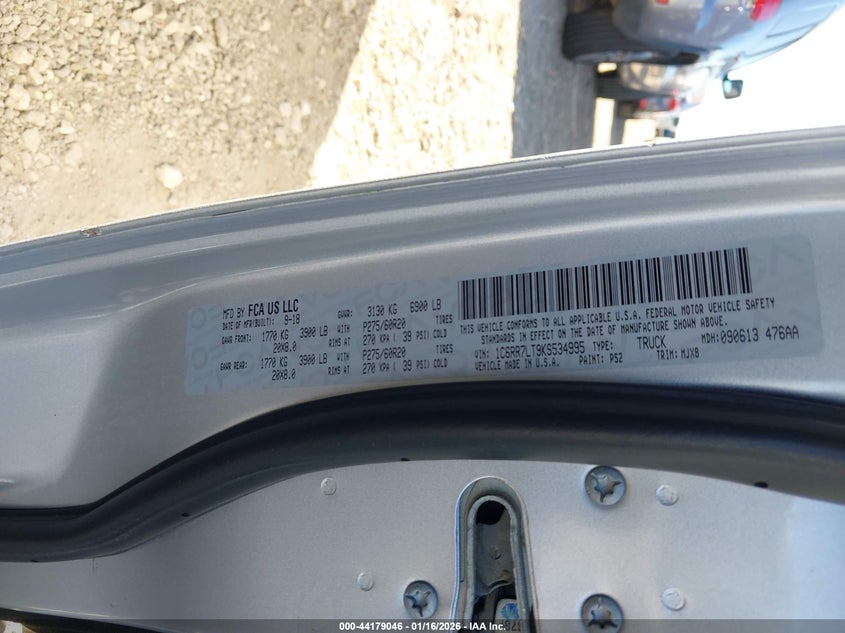 MFD BY FCA US LLC
DATE OF MFR(BUILT): 9-18 GVWR: 3130 KG 6900 LB
GAWR FRONT: 1770 KG 3900 LB WITH P275/60R20 TIRES
20X8.0 RIMS AT 270 KPA ( 39 PSI) COLD
GAWR REAR: 1770 KG 3900 LB WITH P275/60R20 TIRES
20X8.0 RIMS AT 270 KPA ( 39 PSI) COLD
THIS VEHICLE CONFORMS TO ALL APPLICABLE U.S.A. FEDERAL MOTOR VEHICLE SAFETY
STANDARDS IN EFFECT ON THE DATE OF MANUFACTURE SHOWN ABOVE.
VIN: 1C6RR7LT9KS534995 TYPE: TRUCK MDH:090613 476AA
VEHICLE MADE IN U.S.A. PAINT: PS2 TRIM: MJX8
000-44179046 - 01/16/2026 - IAA Inc.